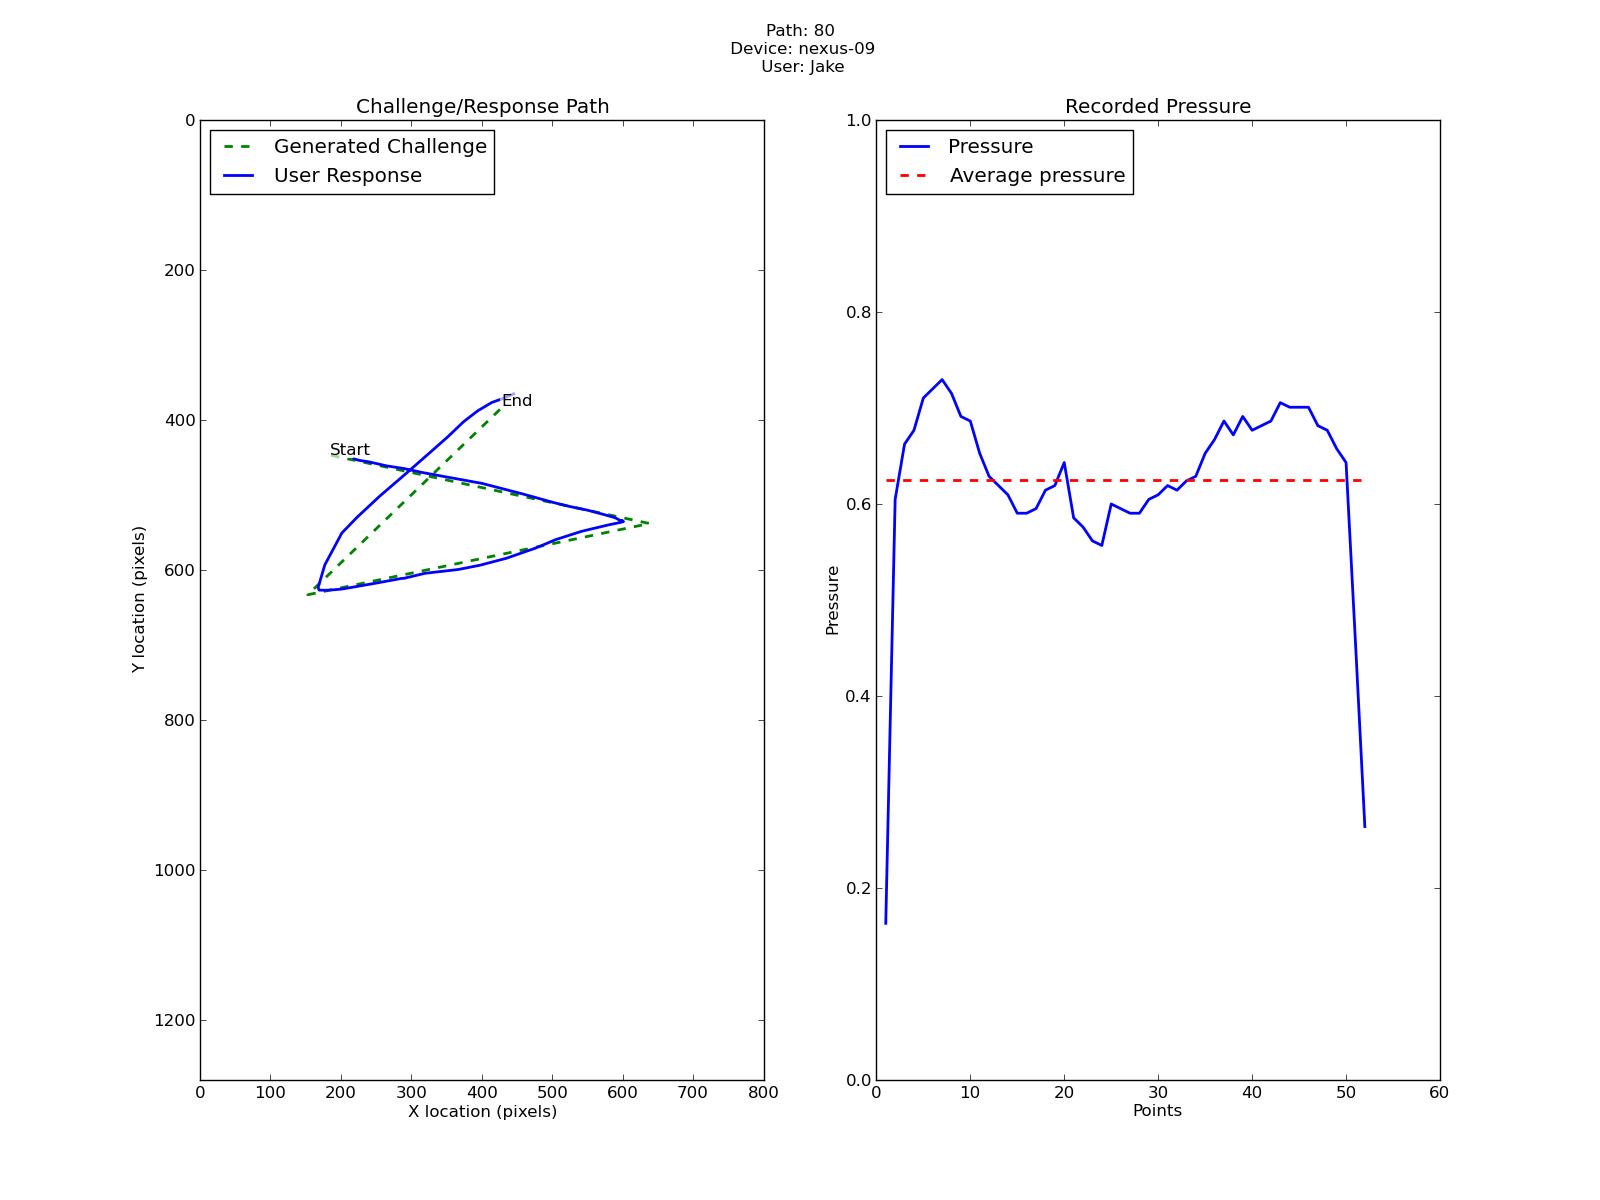 Path: 80
Device: nexus-09
User: Jake
Challenge/Response Path
Generated Challenge
User Response
Start
End
0
200
400
600
800
1000
1200
Y location (pixels)
0 100 200 300 400 500 600 700 800
X location (pixels)
Recorded Pressure
Pressure
Average pressure
1.0
0.8
0.6
0.4
0.2
0.0
Pressure
0 10 20 30 40 50 60
Points